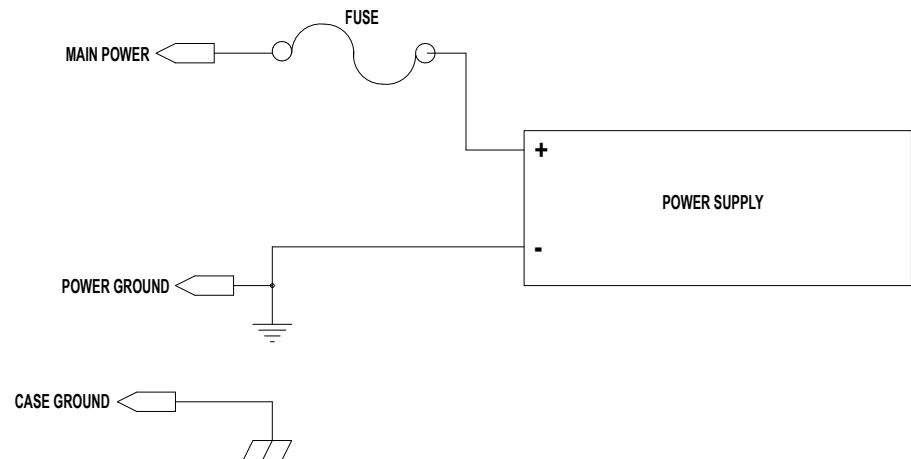 FUSE
MAIN POWER
+
POWER SUPPLY
-
POWER GROUND
CASE GROUND